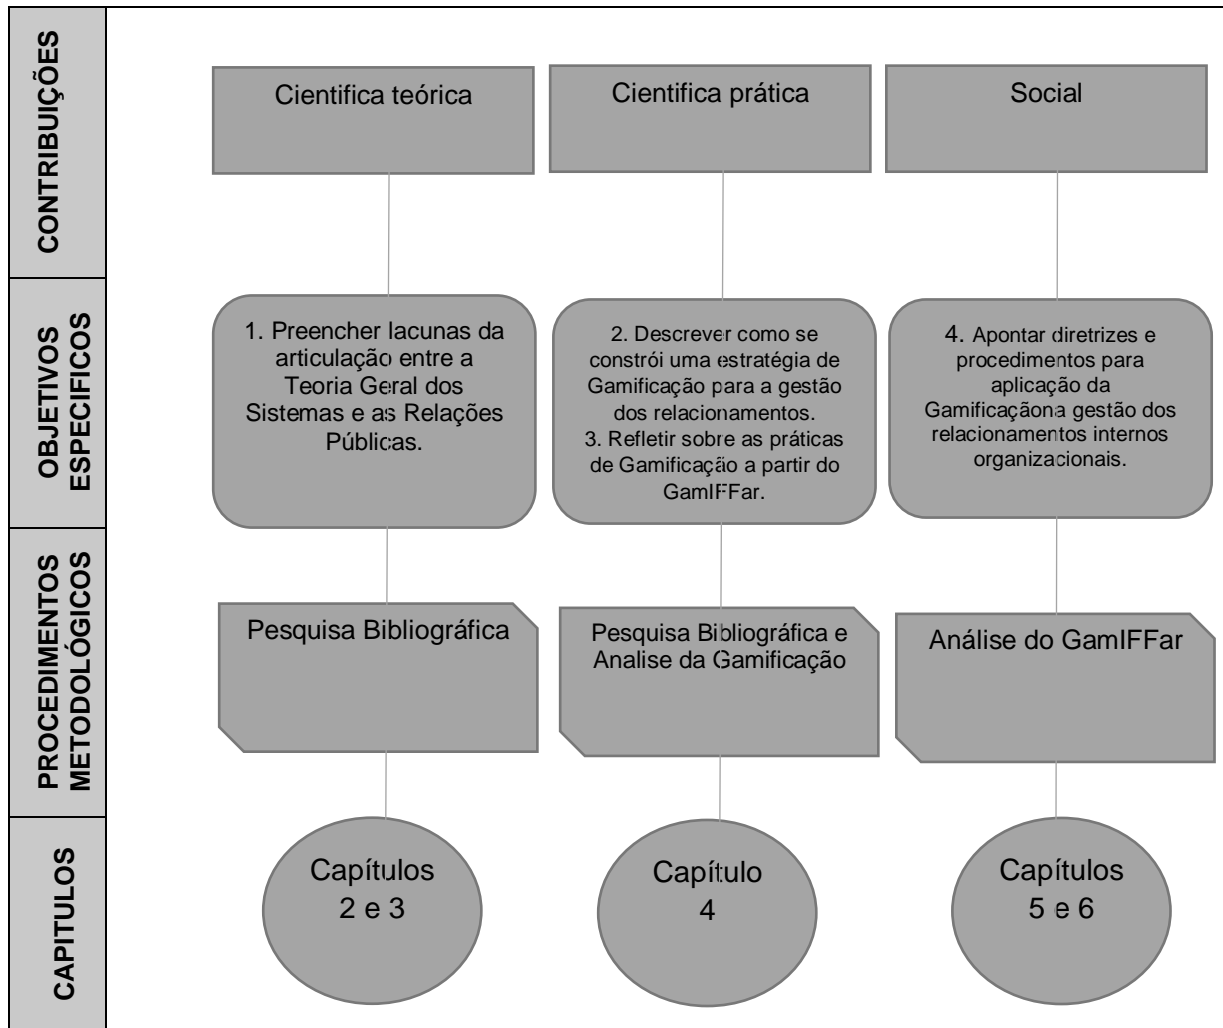 CONTRIBUIÇÕES
Cientifica teórica
Cientifica prática
Social
OBJETIVOS
ESPECIFICOS
1. Preencher lacunas da
articulação entre a
Teoria Geral dos
Sistemas e as Relações
Públicas.
2. Descrever como se
constrói uma estratégia de
Gamificação para a gestão
dos relacionamentos.
3. Refletir sobre as práticas
de Gamificação a partir do
GamIFFar.
4. Apontar diretrizes e
procedimentos para
aplicação da
Gamificaçãona gestão dos
relacionamentos internos
organizacionais.
PROCEDIMENTOS
METODOLÓGICOS
Pesquisa Bibliográfica
Pesquisa Bibliográfica e
Analise da Gamificação
Análise do GamIFFar
CAPITULOS
Capítulos
2 e 3
Capítulo
4
Capítulos
5 e 6